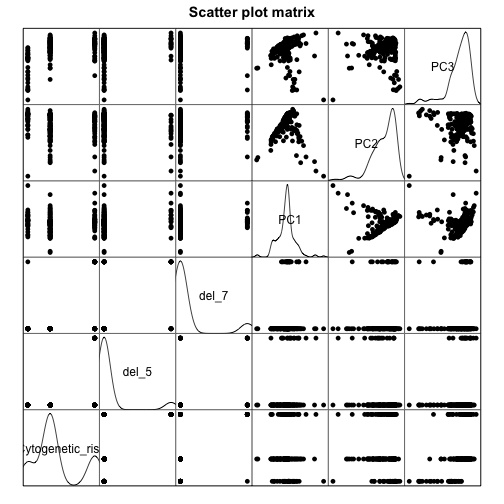 Scatter plot matrix
PC3
PC2
PC1
del_7
del_5
ytogenetic_ris